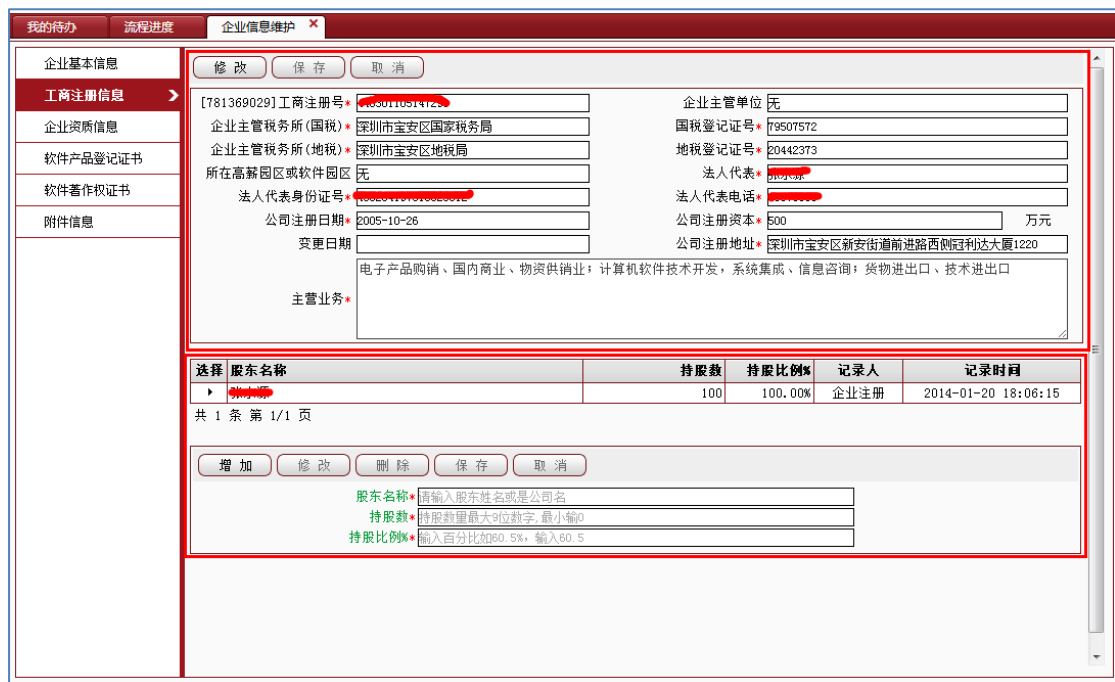 我的待办 流程进度 企业信息维护 ×
企业基本信息
工商注册信息
企业资质信息
软件产品登记证书
软件著作权证书
附件信息
修 改 保 存 取 消
[781369029]工商注册号* 企业主管单位 无
企业主管税务所(国税)* 深圳市宝安区国家税务局 国税登记证号* 79507572
企业主管税务所(地税)* 深圳市宝安区地税局 地税登记证号* 20442373
所在高薪园区或软件园区 无 法人代表*
法人代表身份证号* 法人代表电话*
公司注册日期* 2005-10-26 公司注册资本* 500 万元
变更日期 公司注册地址* 深圳市宝安区新安街道前进路西侧冠利达大厦1220
主营业务* 电子产品购销、国内商业、物资供销业；计算机软件技术开发，系统集成、信息咨询；货物进出口、技术进出口
选择 股东名称 持股数 持股比例% 记录人 记录时间
100 100.00% 企业注册 2014-01-20 18:06:15
共 1 条 第 1/1 页
增 加 修 改 删 除 保 存 取 消
股东名称* 请输入股东姓名或是公司名
持股数* 持股数里最大9位数字,最小输0
持股比例%* 输入百分比如60.5%，输入60.5